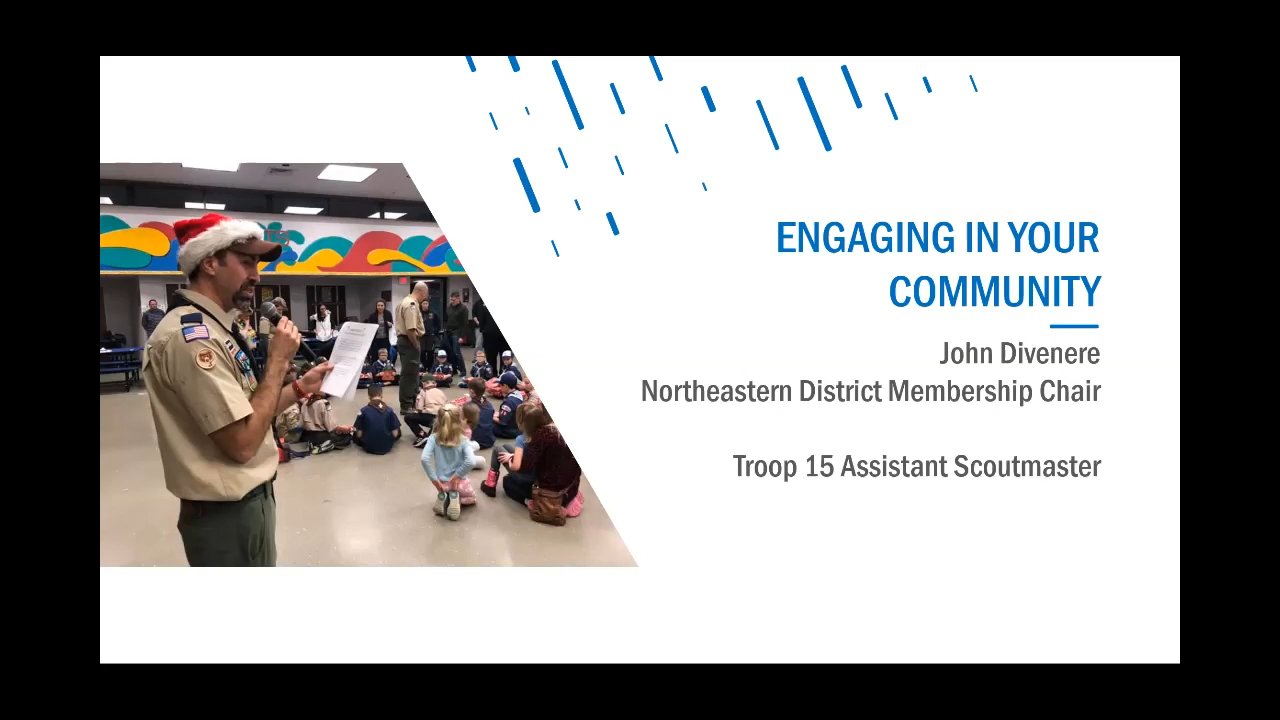 ENGAGING IN YOUR
COMMUNITY
John Divenere
Northeastern District Membership Chair
Troop 15 Assistant Scoutmaster